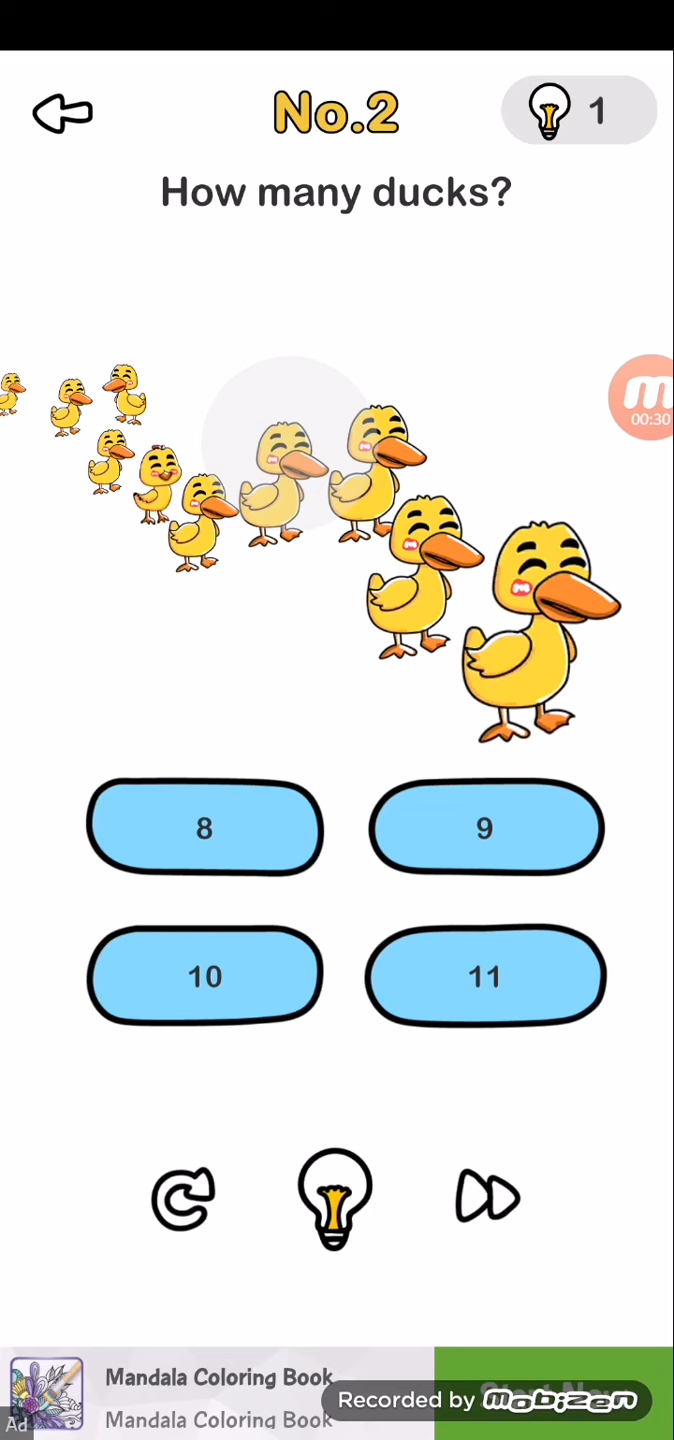 No.2
1
How many ducks?
00:30
8
9
10
11
Mandala Coloring Book
Recorded by mobizen
Mandala Coloring Book
Ad